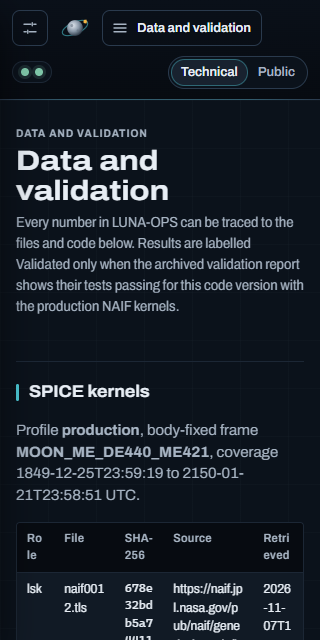 Data and validation
Technical
Public
DATA AND VALIDATION
Data and
validation
Every number in LUNA-OPS can be traced to the
files and code below. Results are labelled
Validated only when the archived validation report
shows their tests passing for this code version with
the production NAIF kernels.
SPICE kernels
Profile production, body-fixed frame
MOON_ME_DE440_ME421, coverage
1849-12-25T23:59:19 to 2150-01-
21T23:58:51 UTC.
Ro
le
File
SHA-
256
Source
Retri
eved
lsk
naif001
2.tls
678e
32bd
b5a7
https://naif.jp
l.nasa.gov/p
ub/naif/gene
2026
-11-
07T1